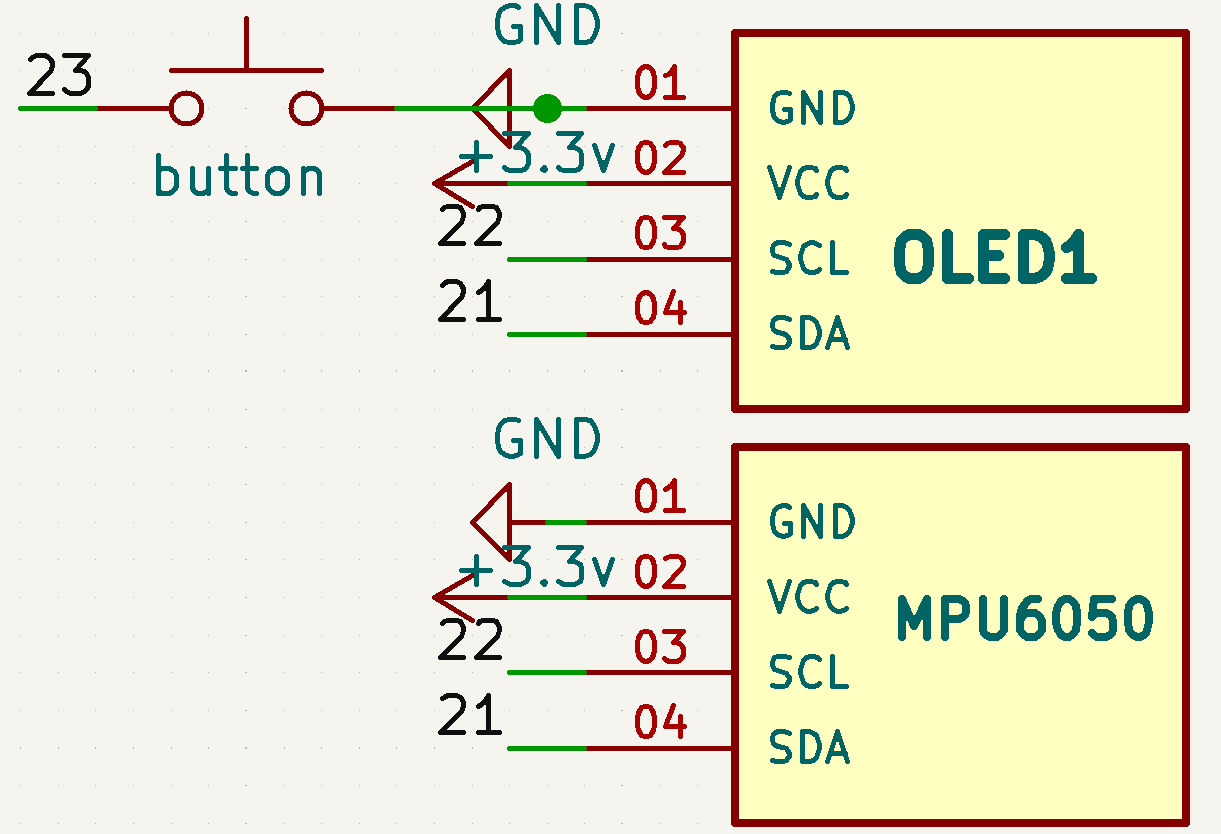 GND
23
01
GND
+3.3v
02
VCC
button
22
03
SCL
OLED1
21
04
SDA
GND
01
GND
+3.3v
02
VCC
MPU6050
22
03
SCL
21
04
SDA